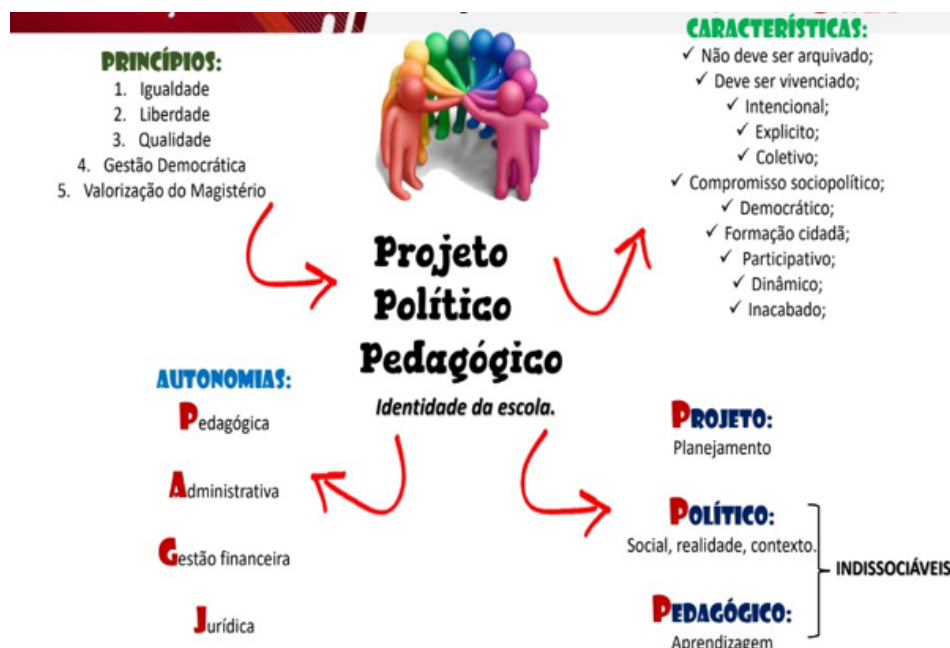 PRINCÍPIOS:
1. Igualdade
2. Liberdade
3. Qualidade
4. Gestão Democrática
5. Valorização do Magistério
CARACTERÍSTICAS:
✓ Não deve ser arquivado;
✓ Deve ser vivenciado;
✓ Intencional;
✓ Explicito;
✓ Coletivo;
✓ Compromisso sociopolítico;
✓ Democrático;
✓ Formação cidadã;
✓ Participativo;
✓ Dinâmico;
✓ Inacabado;
Projeto
Político
Pedagógico
Identidade da escola.
AUTONOMIAS:
Pedagógica
Administrativa
Gestão financeira
Jurídica
PROJETO:
Planejamento
POLÍTICO:
Social, realidade, contexto.
INDISSOCIÁVEIS
PEDAGÓGICO:
Aprendizagem